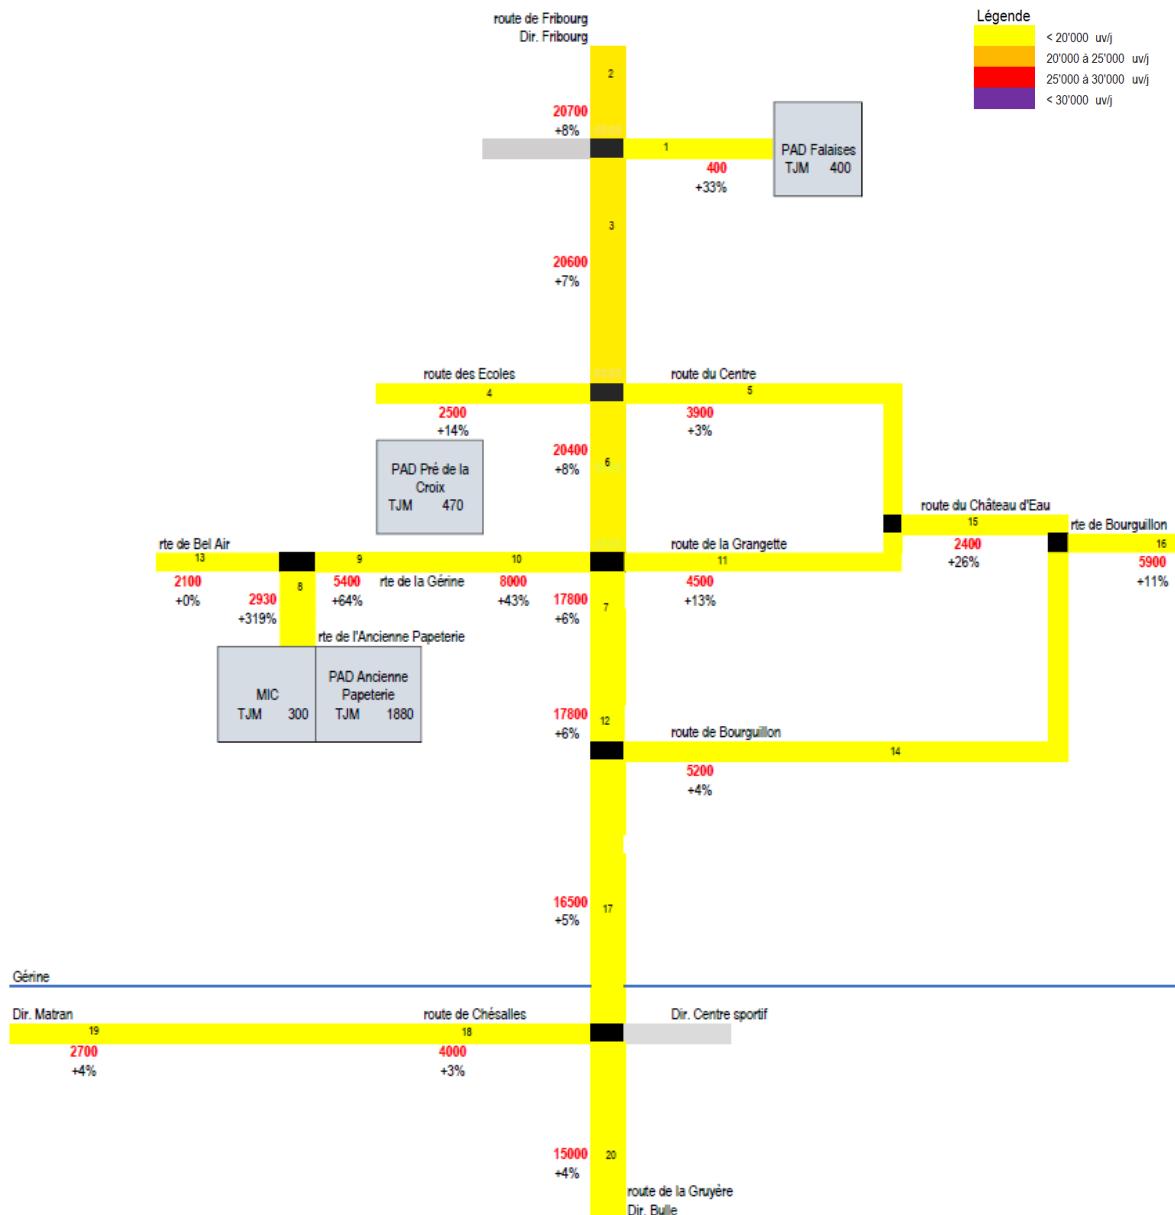 route de Fribourg
Dir. Fribourg
Légende
< 20'000 uv/j
20'000 à 25'000 uv/j
25'000 à 30'000 uv/j
< 30'000 uv/j
2
20700
+8%
1
400
+33%
PAD Falaises
TJM 400
3
20600
+7%
route des Ecoles
4
2500
+14%
route du Centre
5
3900
+3%
PAD Pré de la
Croix
TJM 470
20400
+8%
6
route du Château d'Eau
15
2400
+26%
rte de Bourguillon
16
5900
+11%
rte de Bel Air
13
2100
+0%
9
5400
+64%
rte de la Gérine
10
8000
+43%
route de la Grangette
11
4500
+13%
8
2930
+319%
17800
+6%
7
rte de l'Ancienne Papeterie
MIC
TJM 300
PAD Ancienne
Papeterie
TJM 1880
17800
+6%
12
route de Bourguillon
14
5200
+4%
16500
+5%
17
Gérine
Dir. Matran
19
2700
+4%
route de Chésalles
18
4000
+3%
Dir. Centre sportif
15000
+4%
20
route de la Gruyère
Dir. Bulle